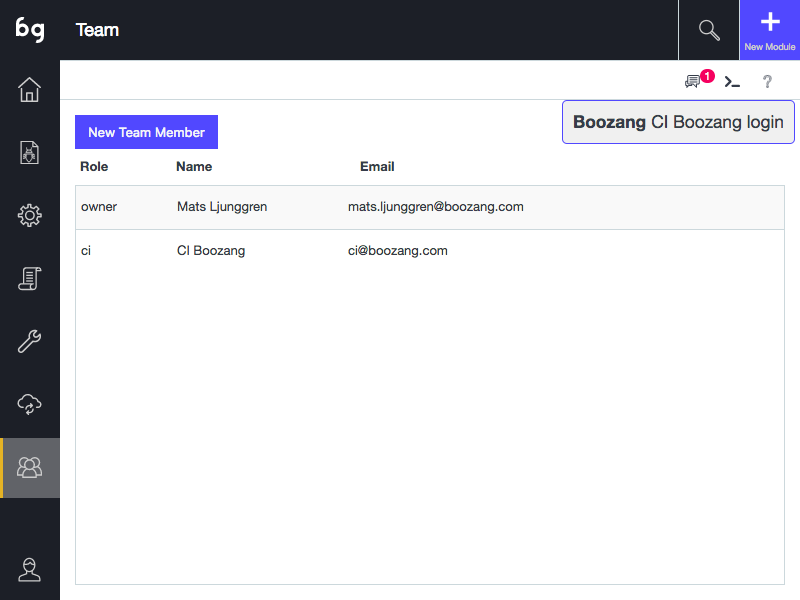 bg
Team
New Module
1
?
Boozang CI Boozang login
New Team Member
Role Name Email
owner Mats Ljunggren mats.ljunggren@boozang.com
ci CI Boozang ci@boozang.com